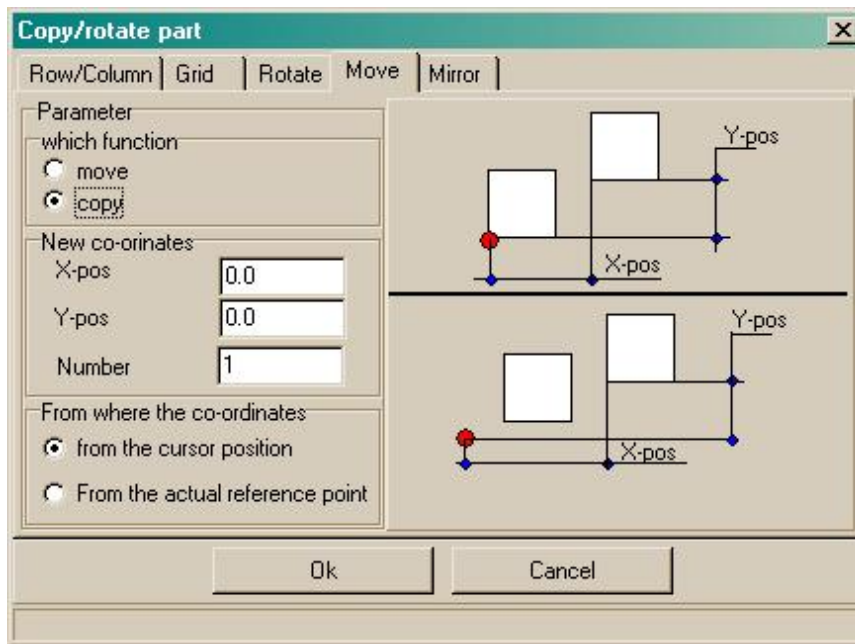 Copy/rotate part
Row/Column Grid Rotate Move Mirror
Parameter
which function
move
copy
New co-orinates
X-pos 0.0
Y-pos 0.0
Number 1
From where the co-ordinates
from the cursor position
From the actual reference point
Y-pos
X-pos
Y-pos
X-pos
Ok Cancel